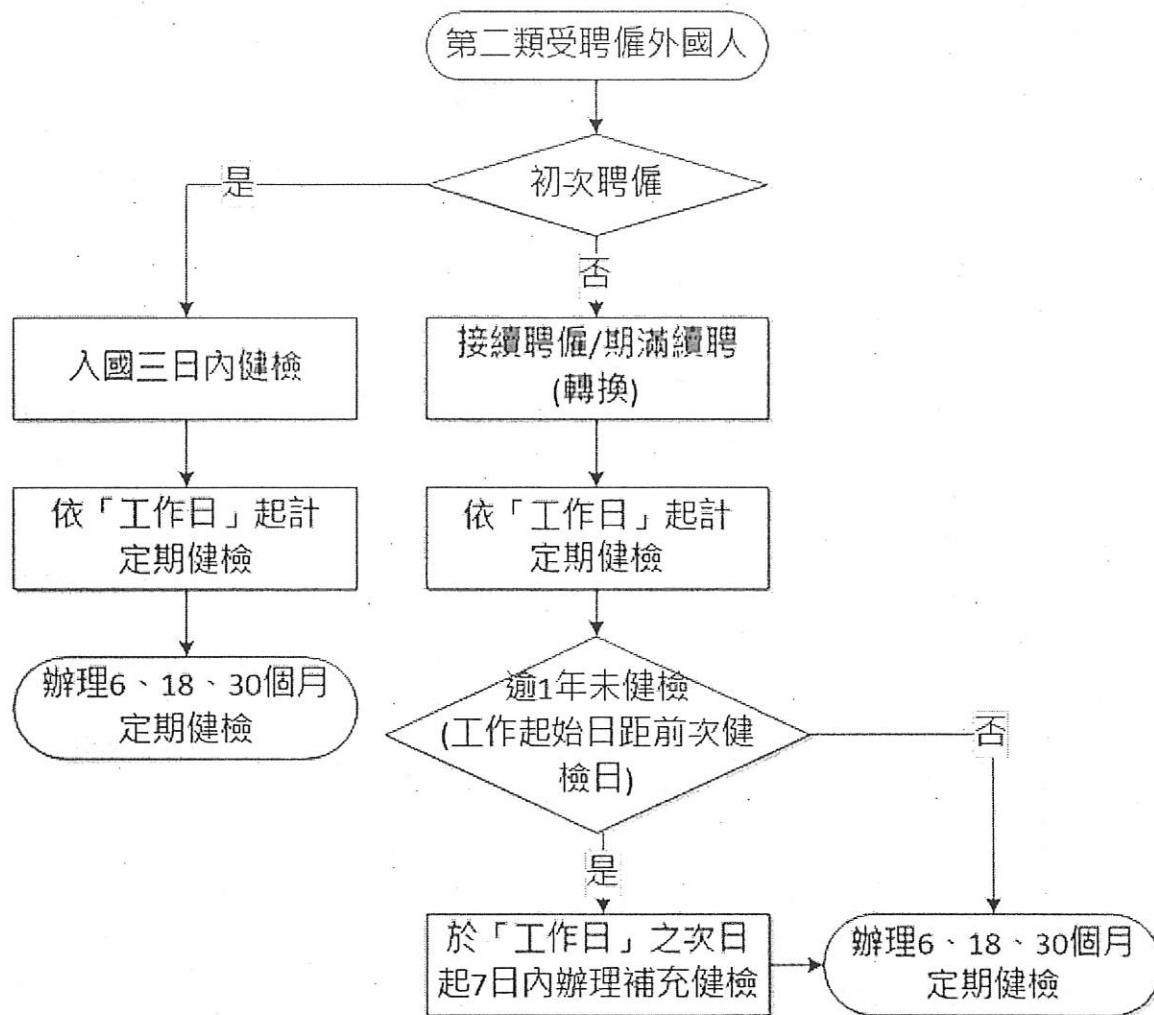 第二類受聘僱外國人
初次聘僱
是
否
入國三日內健檢
接續聘僱/期滿續聘
(轉換)
依「工作日」起計
定期健檢
依「工作日」起計
定期健檢
辦理6、18、30個月
定期健檢
逾1年未健檢
(工作起始日距前次健
檢日)
否
是
於「工作日」之次日
起7日內辦理補充健檢
辦理6、18、30個月
定期健檢